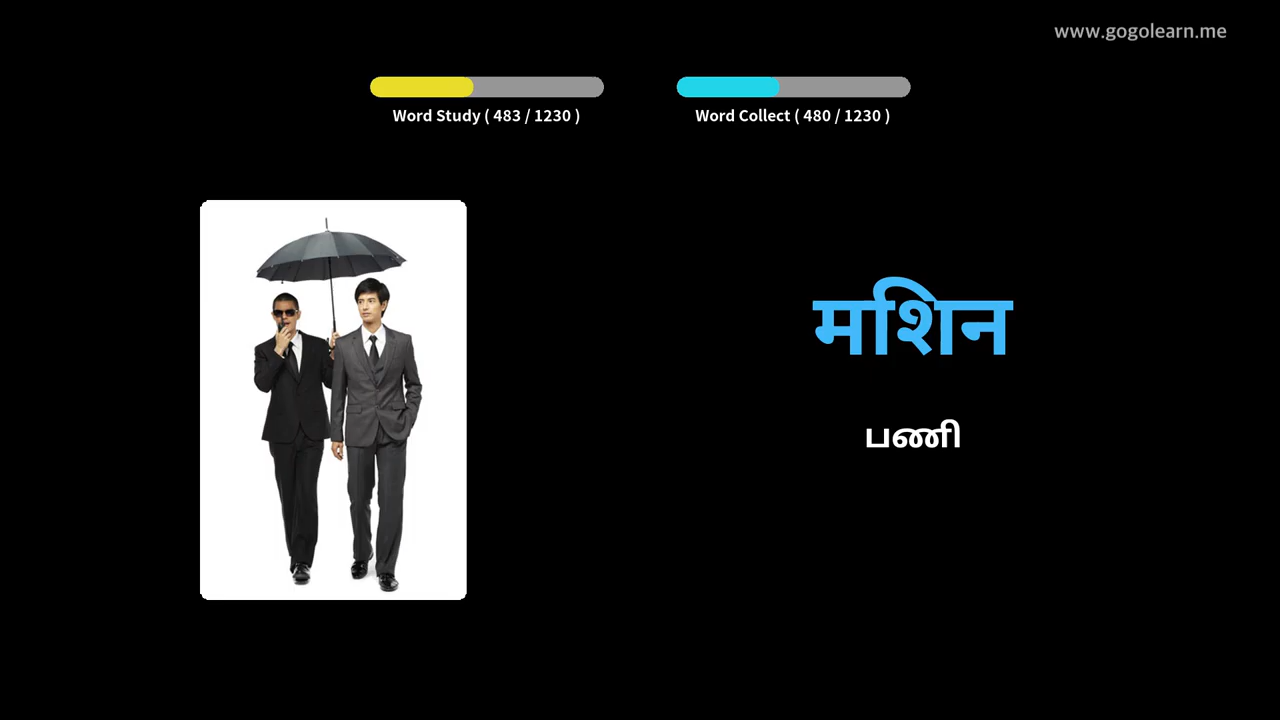 www.gogolearn.me
Word Study ( 483 / 1230 )
Word Collect ( 480 / 1230 )
मशिन
பணி